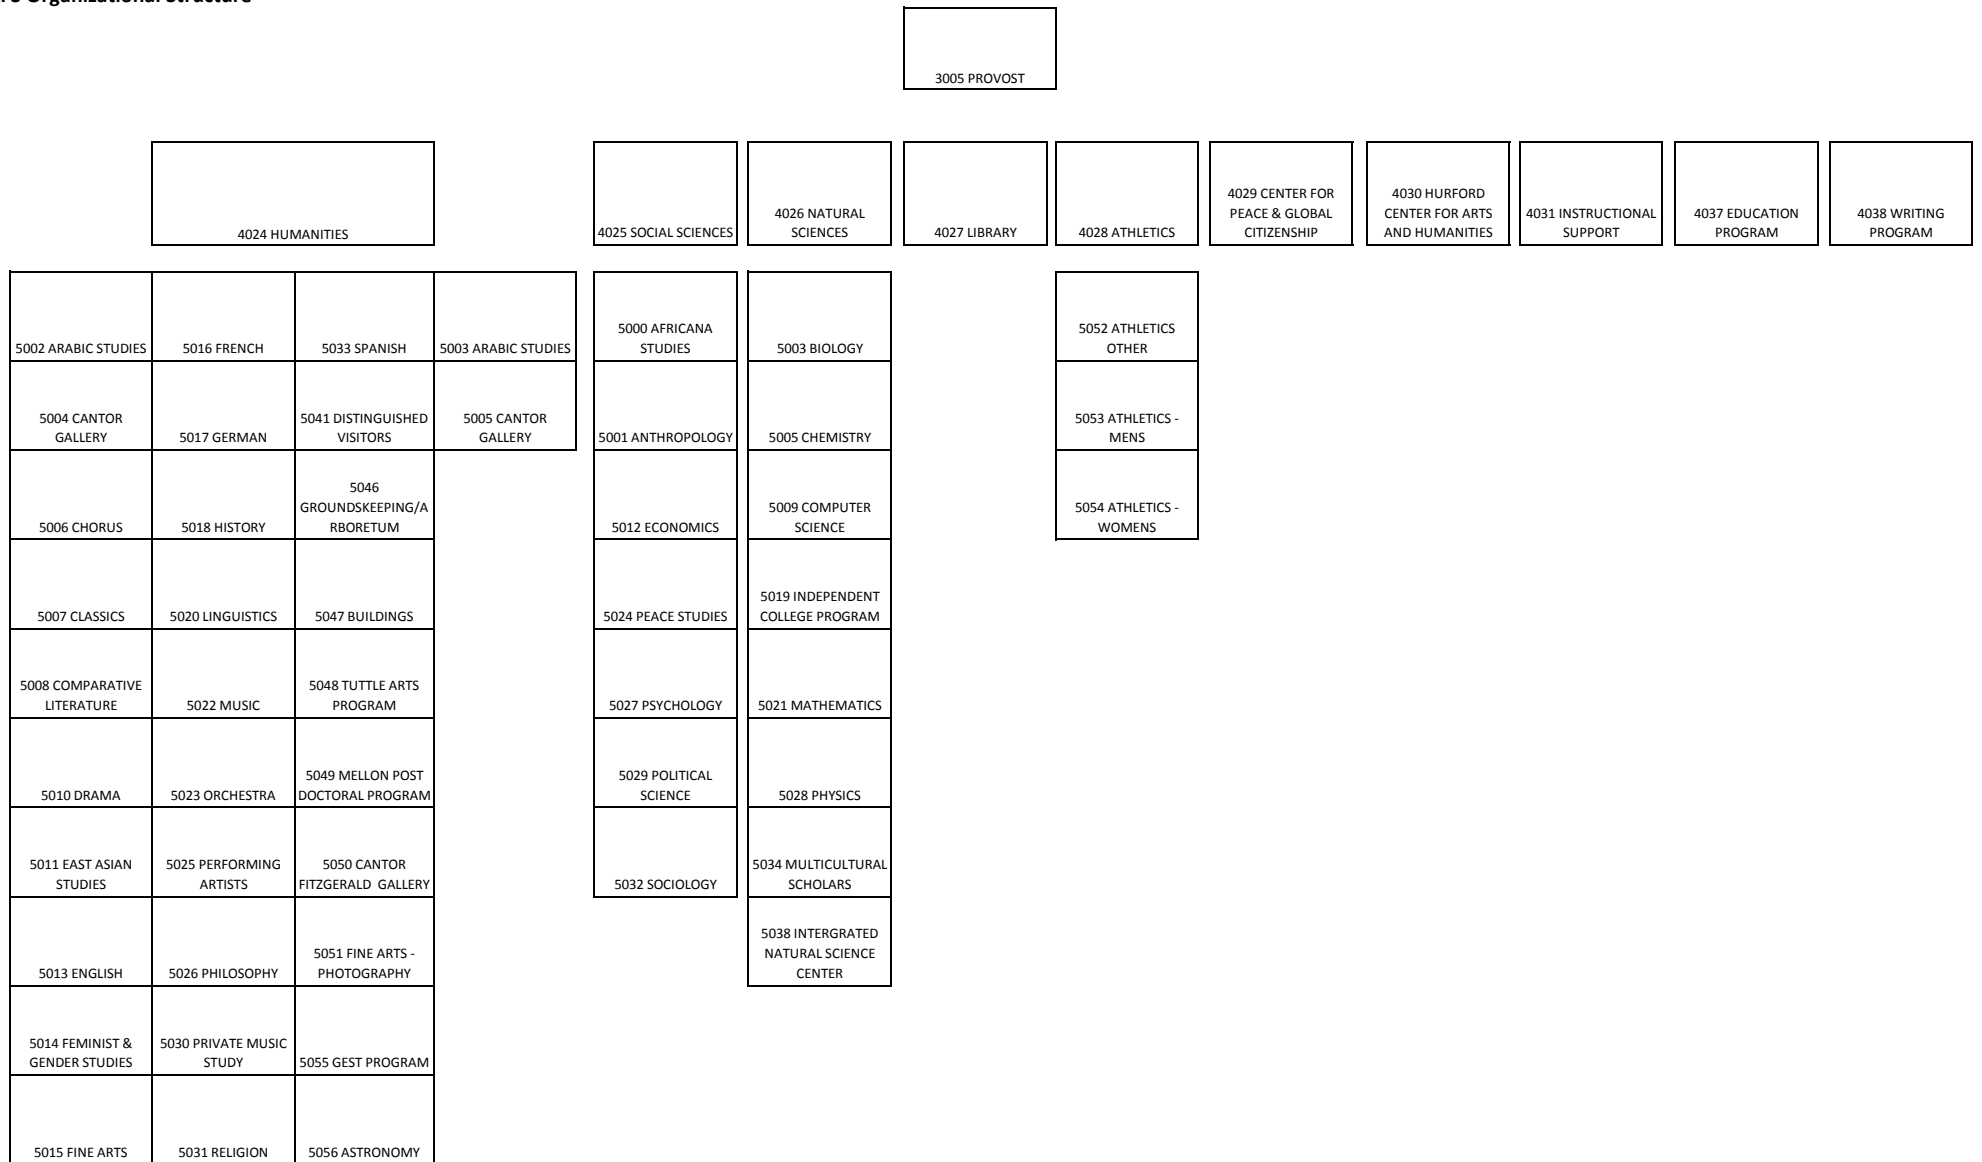 Organizational Structure
3005 PROVOST
4024 HUMANITIES
4025 SOCIAL SCIENCES
4026 NATURAL
SCIENCES
4027 LIBRARY
4028 ATHLETICS
4029 CENTER FOR
PEACE & GLOBAL
CITIZENSHIP
4030 HURFORD
CENTER FOR ARTS
AND HUMANITIES
4031 INSTRUCTIONAL
SUPPORT
4037 EDUCATION
PROGRAM
4038 WRITING
PROGRAM
5002 ARABIC STUDIES
5016 FRENCH
5033 SPANISH
5003 ARABIC STUDIES
5000 AFRICANA
STUDIES
5003 BIOLOGY
5052 ATHLETICS
OTHER
5004 CANTOR
GALLERY
5017 GERMAN
5041 DISTINGUISHED
VISITORS
5005 CANTOR
GALLERY
5001 ANTHROPOLOGY
5005 CHEMISTRY
5053 ATHLETICS -
MENS
5006 CHORUS
5018 HISTORY
5046
GROUNDSKEEPING/A
RBORETUM
5012 ECONOMICS
5009 COMPUTER
SCIENCE
5054 ATHLETICS -
WOMENS
5007 CLASSICS
5020 LINGUISTICS
5047 BUILDINGS
5024 PEACE STUDIES
5019 INDEPENDENT
COLLEGE PROGRAM
5008 COMPARATIVE
LITERATURE
5022 MUSIC
5048 TUTTLE ARTS
PROGRAM
5027 PSYCHOLOGY
5021 MATHEMATICS
5010 DRAMA
5023 ORCHESTRA
5049 MELLON POST
DOCTORAL PROGRAM
5029 POLITICAL
SCIENCE
5028 PHYSICS
5011 EAST ASIAN
STUDIES
5025 PERFORMING
ARTISTS
5050 CANTOR
FITZGERALD GALLERY
5032 SOCIOLOGY
5034 MULTICULTURAL
SCHOLARS
5013 ENGLISH
5026 PHILOSOPHY
5051 FINE ARTS -
PHOTOGRAPHY
5038 INTERGRATED
NATURAL SCIENCE
CENTER
5014 FEMINIST &
GENDER STUDIES
5030 PRIVATE MUSIC
STUDY
5055 GEST PROGRAM
5015 FINE ARTS
5031 RELIGION
5056 ASTRONOMY